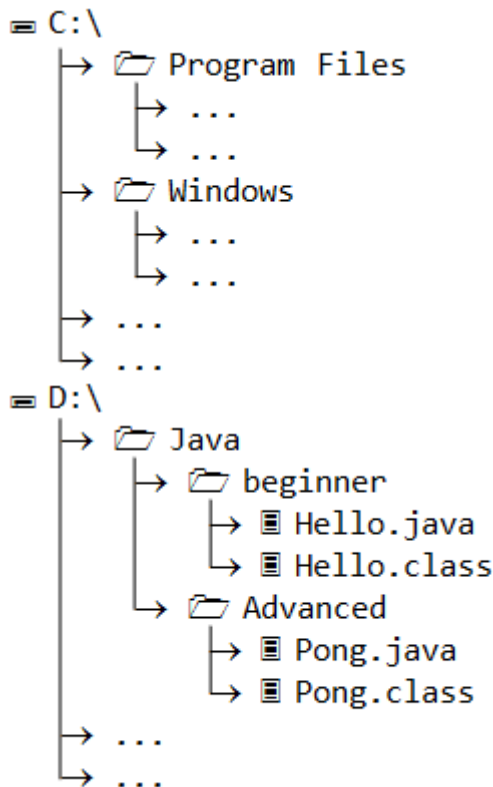 C:\
Program Files
...
...
Windows
...
...
...
...
D:\
Java
beginner
Hello.java
Hello.class
Advanced
Pong.java
Pong.class
...
...